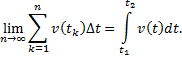 lim_{n→∞} ∑_{k=1}^{n} v(t_k)Δt = ∫_{t_1}^{t_2} v(t)dt.